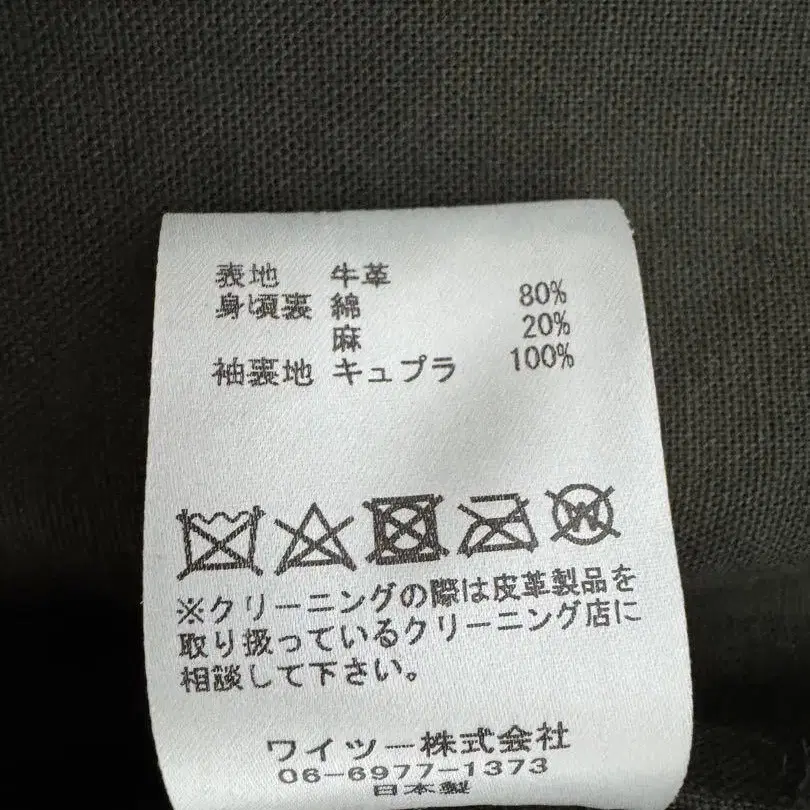 表地 牛革
身頃裏 綿 80%
麻 20%
袖裏地 キュプラ 100%
W
※クリーニングの際は皮革製品を
取り扱っているクリーニング店に
相談して下さい。
ワイツー株式会社
06-6977-1373
日本製